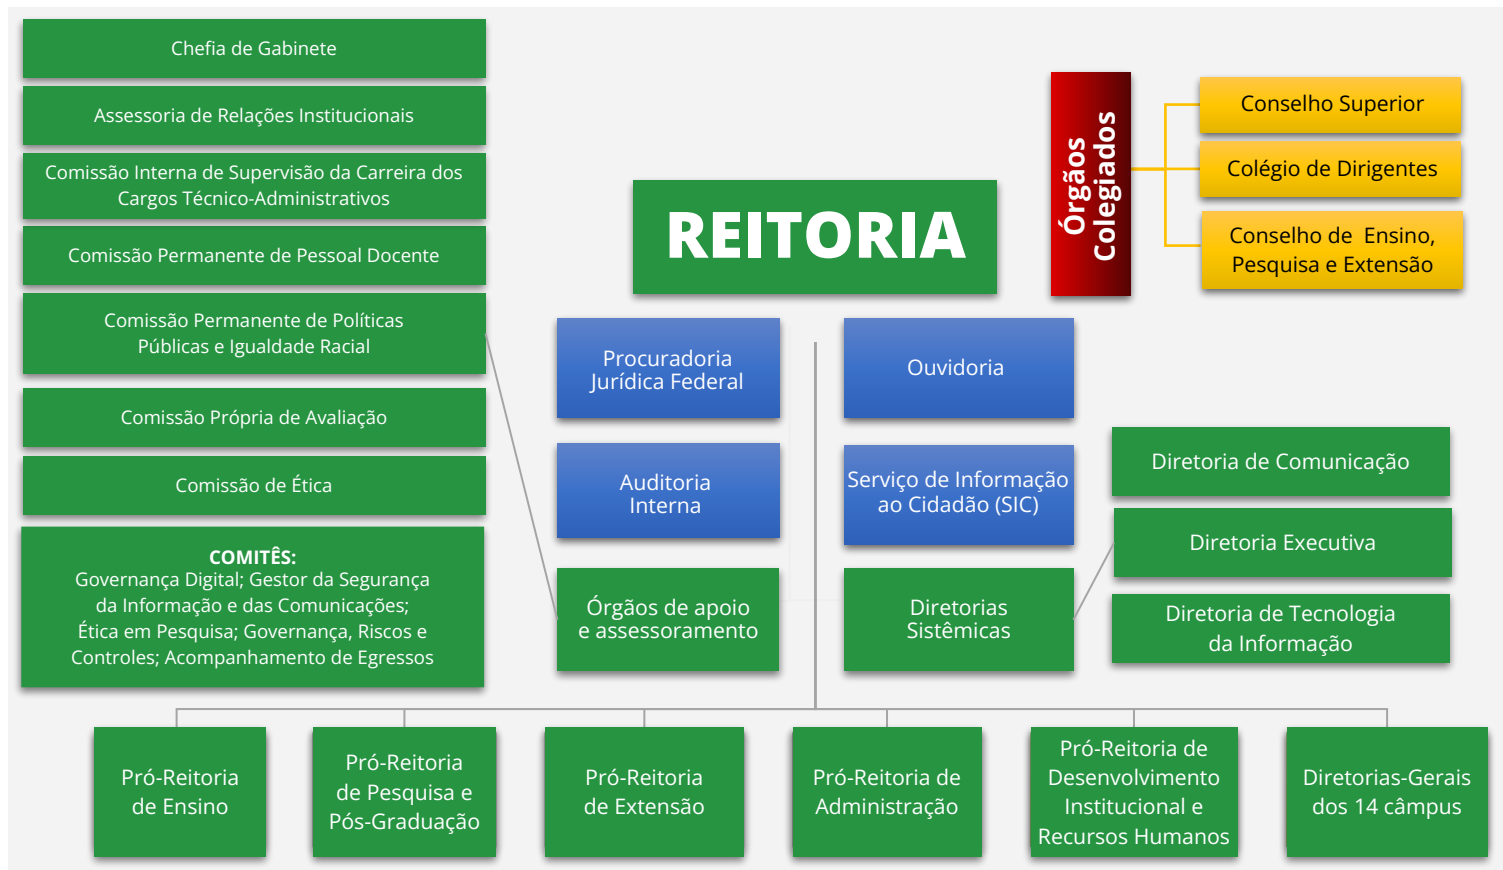 Chefia de Gabinete
Assessoria de Relações Institucionais
Comissão Interna de Supervisão da Carreira dos
Cargos Técnico-Administrativos
Comissão Permanente de Pessoal Docente
Comissão Permanente de Políticas
Públicas e Igualdade Racial
Comissão Própria de Avaliação
Comissão de Ética
COMITÊS:
Governança Digital; Gestor da Segurança
da Informação e das Comunicações;
Ética em Pesquisa; Governança, Riscos e
Controles; Acompanhamento de Egressos
REITORIA
Órgãos
Colegiados
Conselho Superior
Colégio de Dirigentes
Conselho de  Ensino,
Pesquisa e Extensão
Procuradoria
Jurídica Federal
Ouvidoria
Auditoria
Interna
Serviço de Informação
ao Cidadão (SIC)
Órgãos de apoio
e assessoramento
Diretorias
Sistêmicas
Diretoria de Comunicação
Diretoria Executiva
Diretoria de Tecnologia
da Informação
Pró-Reitoria
de Ensino
Pró-Reitoria
de Pesquisa e
Pós-Graduação
Pró-Reitoria
de Extensão
Pró-Reitoria de
Administração
Pró-Reitoria de
Desenvolvimento
Institucional e
Recursos Humanos
Diretorias-Gerais
dos 14 câmpus